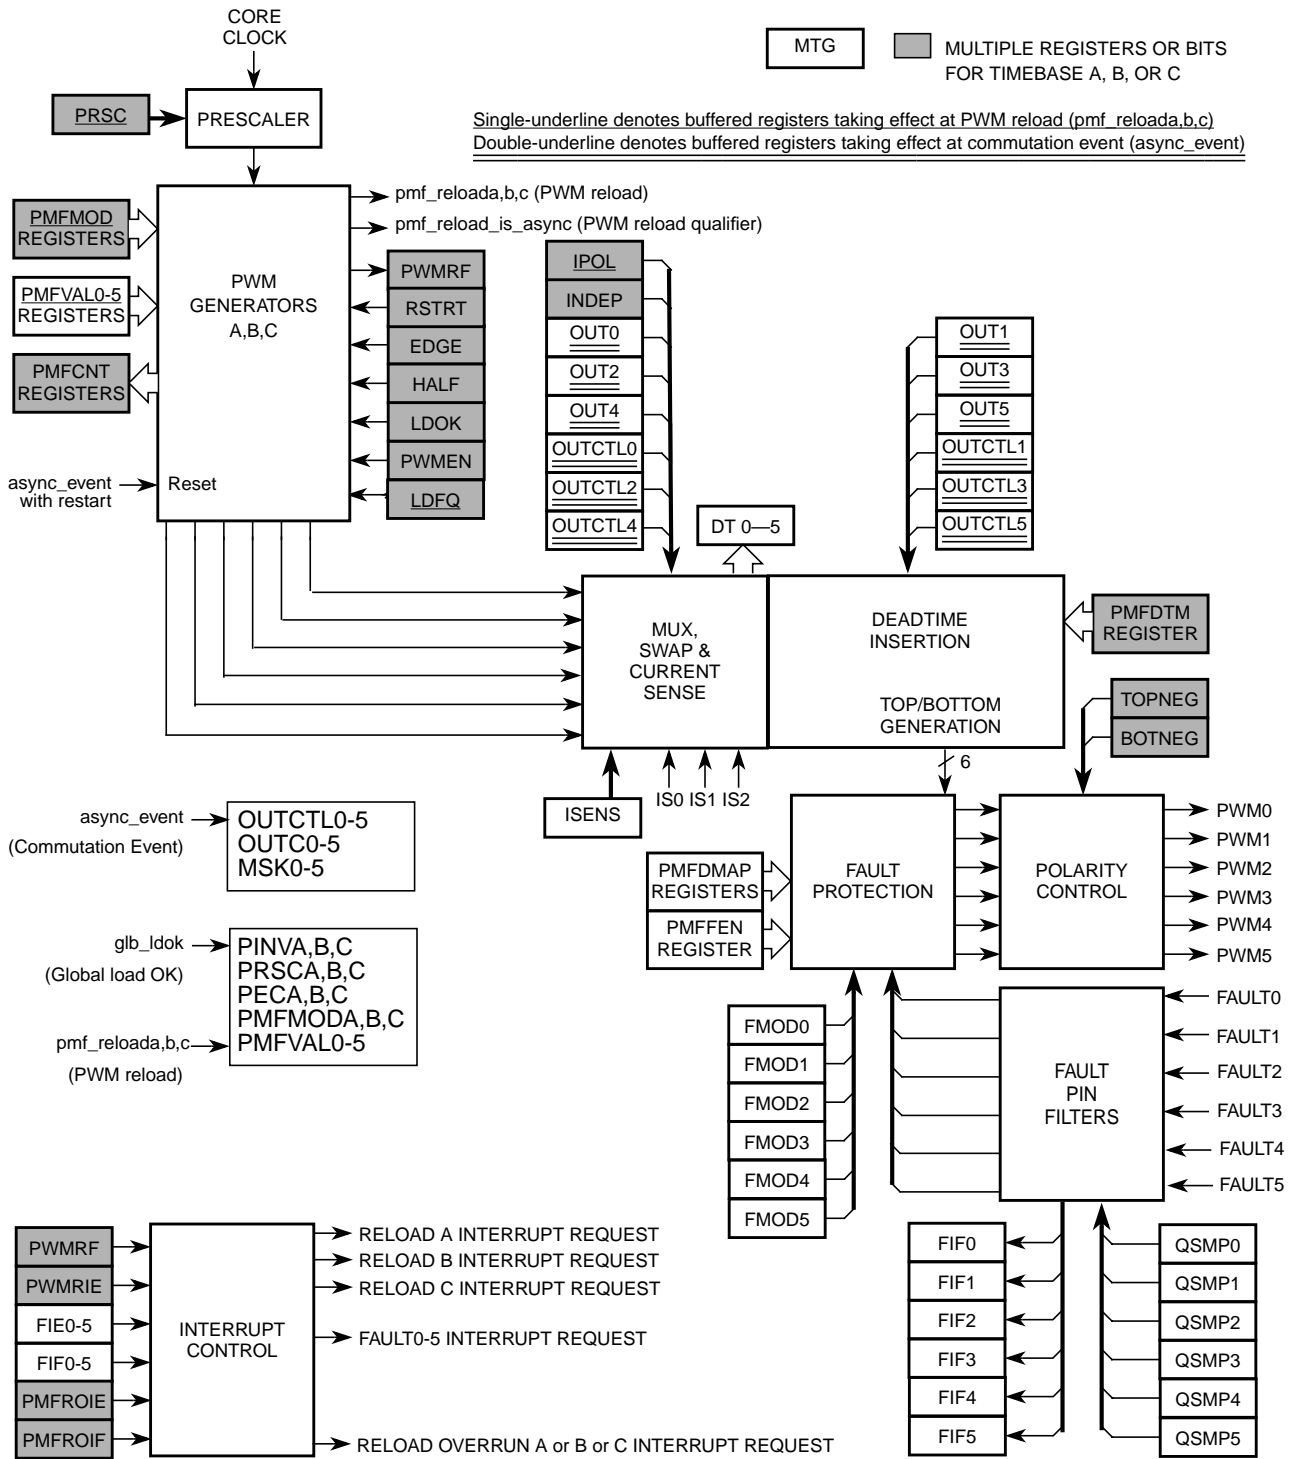 CORE
CLOCK
MTG
MULTIPLE REGISTERS OR BITS
FOR TIMEBASE A, B, OR C
PRSC
PRESCALER
Single-underline denotes buffered registers taking effect at PWM reload (pmf_reloada,b,c)
Double-underline denotes buffered registers taking effect at commutation event (async_event)
pmf_reloada,b,c (PWM reload)
pmf_reload_is_async (PWM reload qualifier)
PMFMOD
REGISTERS
PMFVAL0-5
REGISTERS
PMFCNT
REGISTERS
PWM
GENERATORS
A,B,C
async_event
with restart
Reset
PWMRF
RSTRT
EDGE
HALF
LDOK
PWMEN
LDFQ
IPOL
INDEP
OUT0
OUT2
OUT4
OUTCTL0
OUTCTL2
OUTCTL4
OUT1
OUT3
OUT5
OUTCTL1
OUTCTL3
OUTCTL5
DT 0—5
MUX,
SWAP &
CURRENT
SENSE
DEADTIME
INSERTION
TOP/BOTTOM
GENERATION
PMFDTM
REGISTER
TOPNEG
BOTNEG
6
ISENS
IS0 IS1 IS2
async_event
(Commutation Event)
OUTCTL0-5
OUTC0-5
MSK0-5
glb_ldok
(Global load OK)
pmf_reloada,b,c
(PWM reload)
PINVA,B,C
PRSCA,B,C
PECA,B,C
PMFMODA,B,C
PMFVAL0-5
PMFDMAP
REGISTERS
PMFFEN
REGISTER
FAULT
PROTECTION
POLARITY
CONTROL
PWM0
PWM1
PWM2
PWM3
PWM4
PWM5
FMOD0
FMOD1
FMOD2
FMOD3
FMOD4
FMOD5
FAULT
PIN
FILTERS
FAULT0
FAULT1
FAULT2
FAULT3
FAULT4
FAULT5
FIF0
FIF1
FIF2
FIF3
FIF4
FIF5
QSMP0
QSMP1
QSMP2
QSMP3
QSMP4
QSMP5
PWMRF
PWMRIE
FIE0-5
FIF0-5
PMFROIE
PMFROIF
INTERRUPT
CONTROL
RELOAD A INTERRUPT REQUEST
RELOAD B INTERRUPT REQUEST
RELOAD C INTERRUPT REQUEST
FAULT0-5 INTERRUPT REQUEST
RELOAD OVERRUN A or B or C INTERRUPT REQUEST